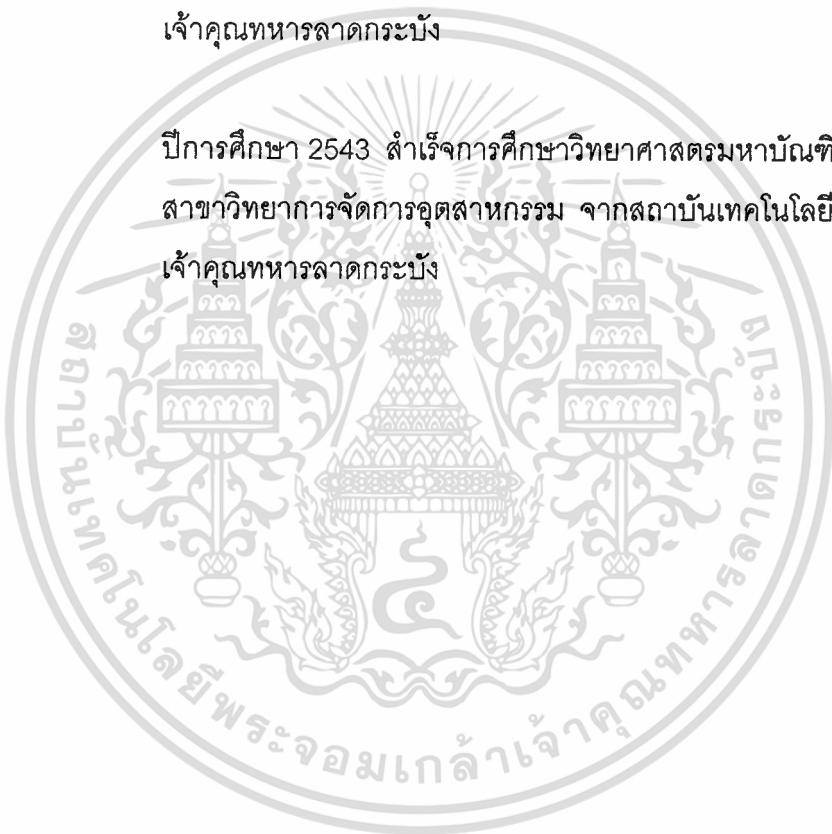 เจ้าคุณทหารลาดกระบัง
ปีการศึกษา 2543 สำเร็จการศึกษาวิทยาศาสตรมหาบัณฑิ
สาขาวิทยาการจัดการอุตสาหกรรม จากสถาบันเทคโนโลยี
เจ้าคุณทหารลาดกระบัง
สถาบันเทคโนโลยีพระจอมเกล้าเจ้าคุณทหารลาดกระบัง